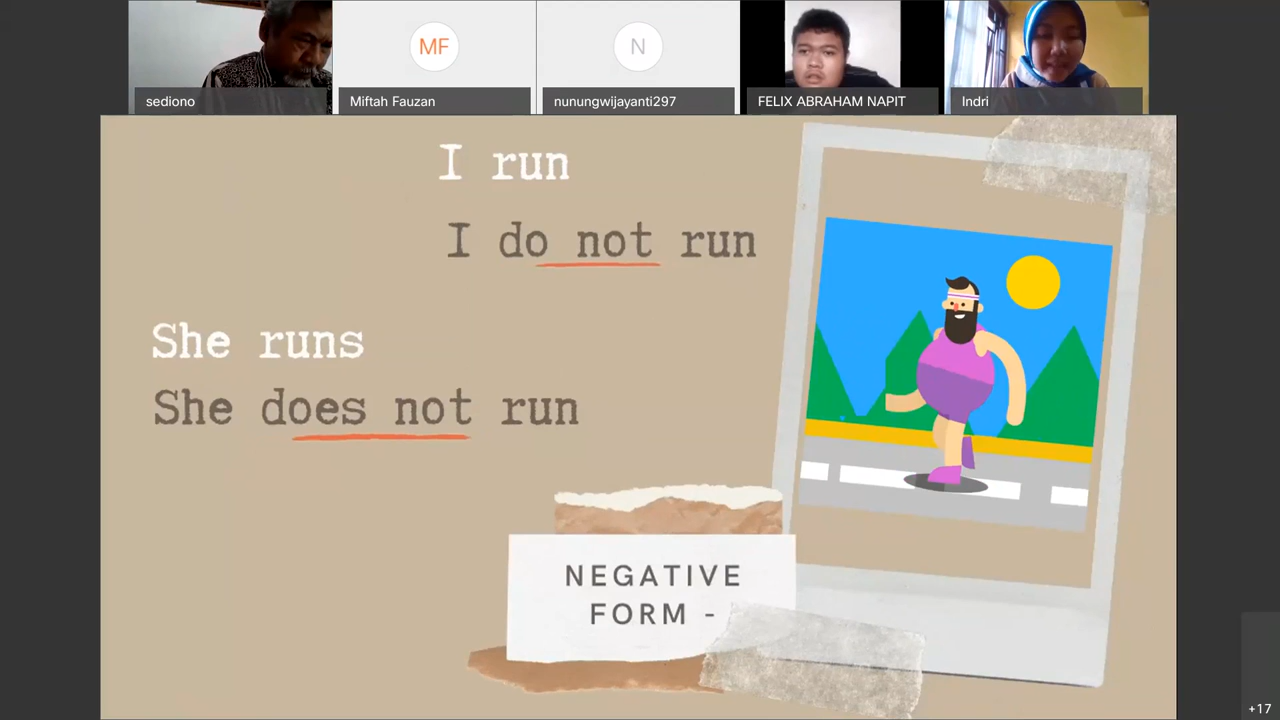 MF
N
sediono
Miftah Fauzan
nunungwijayanti297
FELIX ABRAHAM NAPIT
Indri
I run
I do not run
She runs
She does not run
NEGATIVE
FORM -
+17